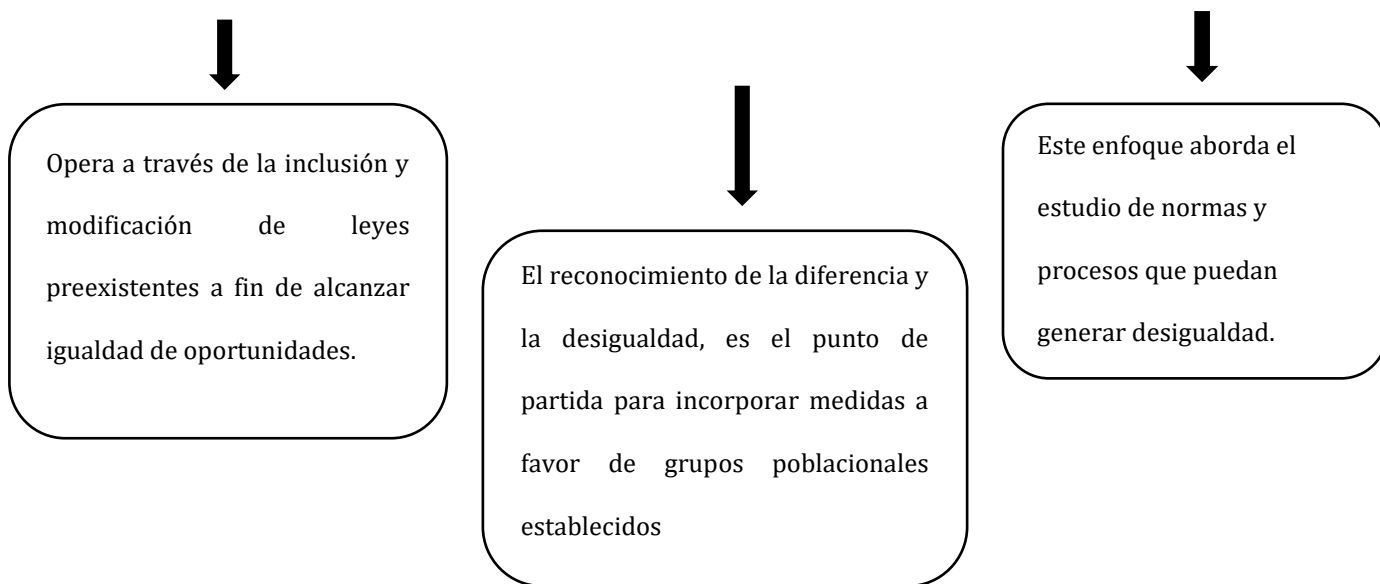 Opera a través de la inclusión y
modificación de leyes
preexistentes a fin de alcanzar
igualdad de oportunidades.
El reconocimiento de la diferencia y
la desigualdad, es el punto de
partida para incorporar medidas a
favor de grupos poblacionales
establecidos
Este enfoque aborda el
estudio de normas y
procesos que puedan
generar desigualdad.